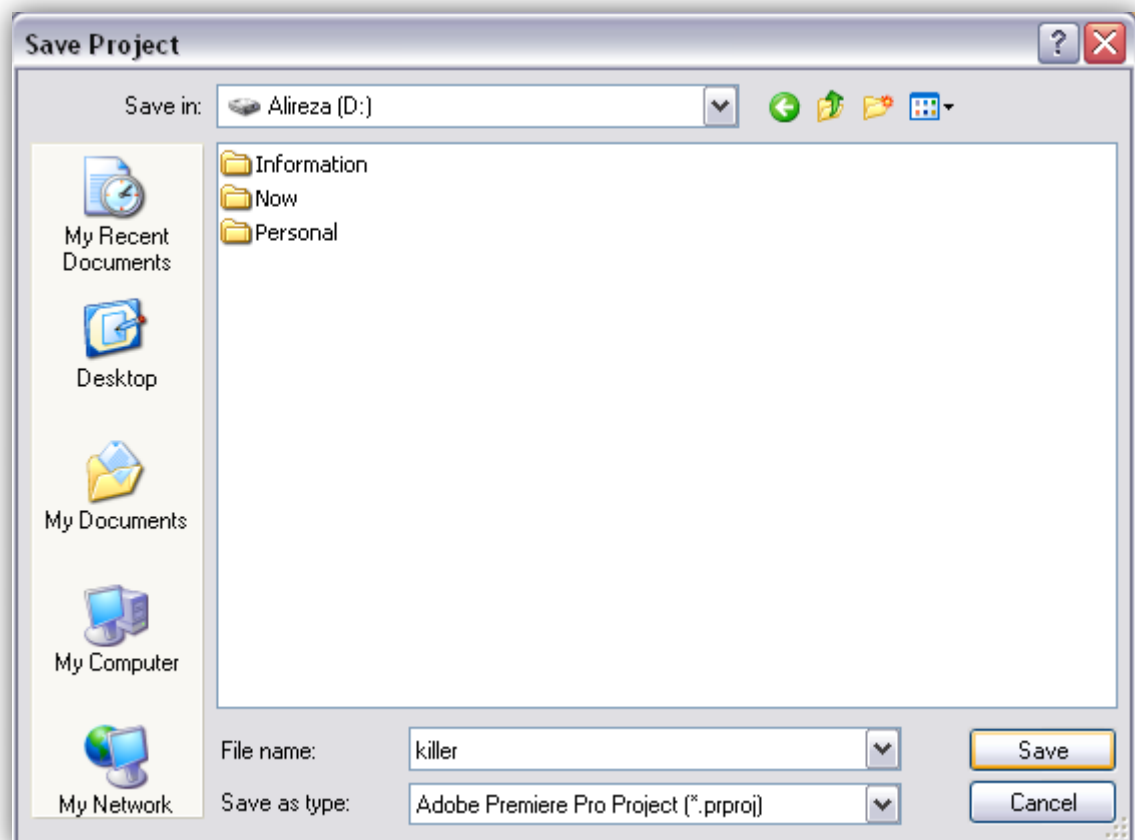 Save Project
Save in:
Alireza (D:)
My Recent
Documents
Desktop
My Documents
My Computer
My Network
Information
Now
Personal
File name:
killer
Save
Save as type:
Adobe Premiere Pro Project (*.prproj)
Cancel